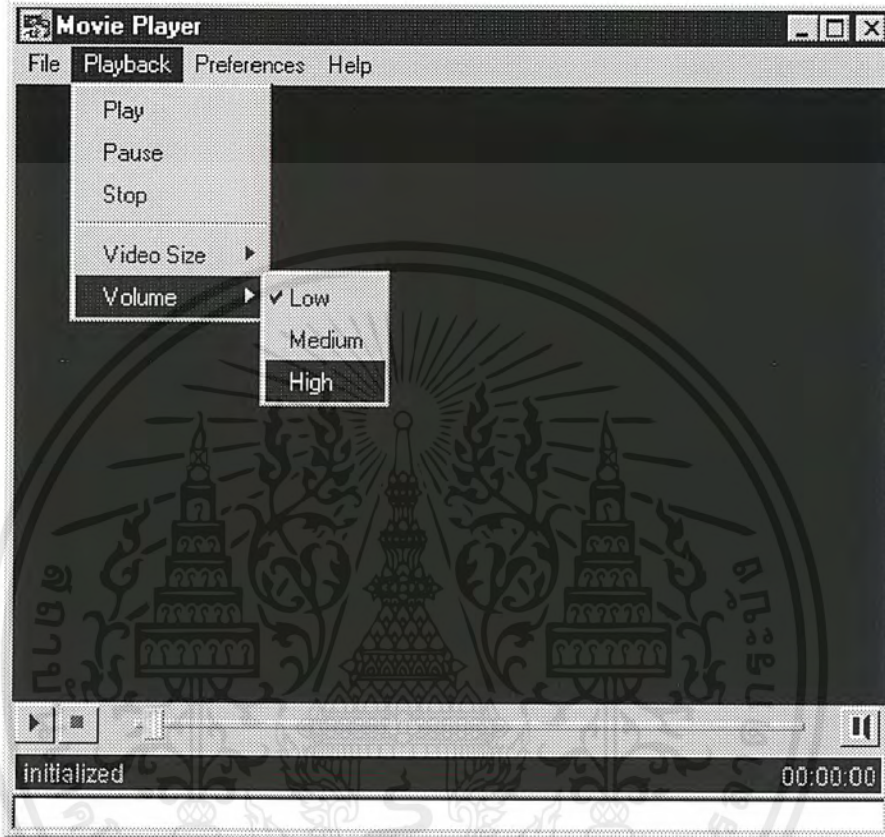 Movie Player
File Playback Preferences Help
Play
Pause
Stop
Video Size
Volume
Low
Medium
High
initialized 00:00:00